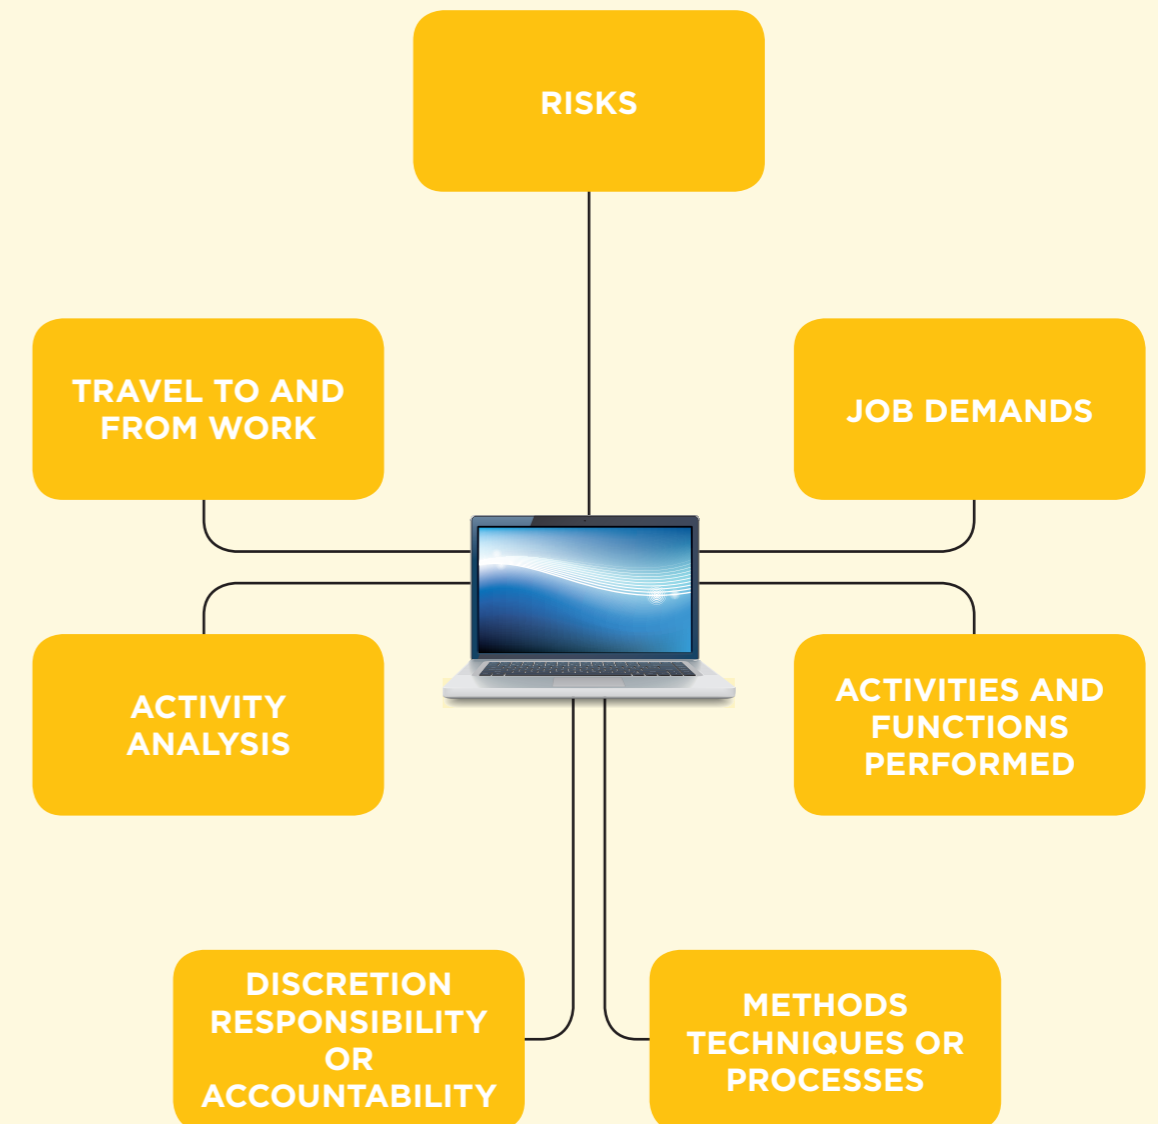 RISKS
TRAVEL TO AND
FROM WORK
JOB DEMANDS
ACTIVITY
ANALYSIS
ACTIVITIES AND
FUNCTIONS
PERFORMED
DISCRETION
RESPONSIBILITY
OR
ACCOUNTABILITY
METHODS
TECHNIQUES OR
PROCESSES